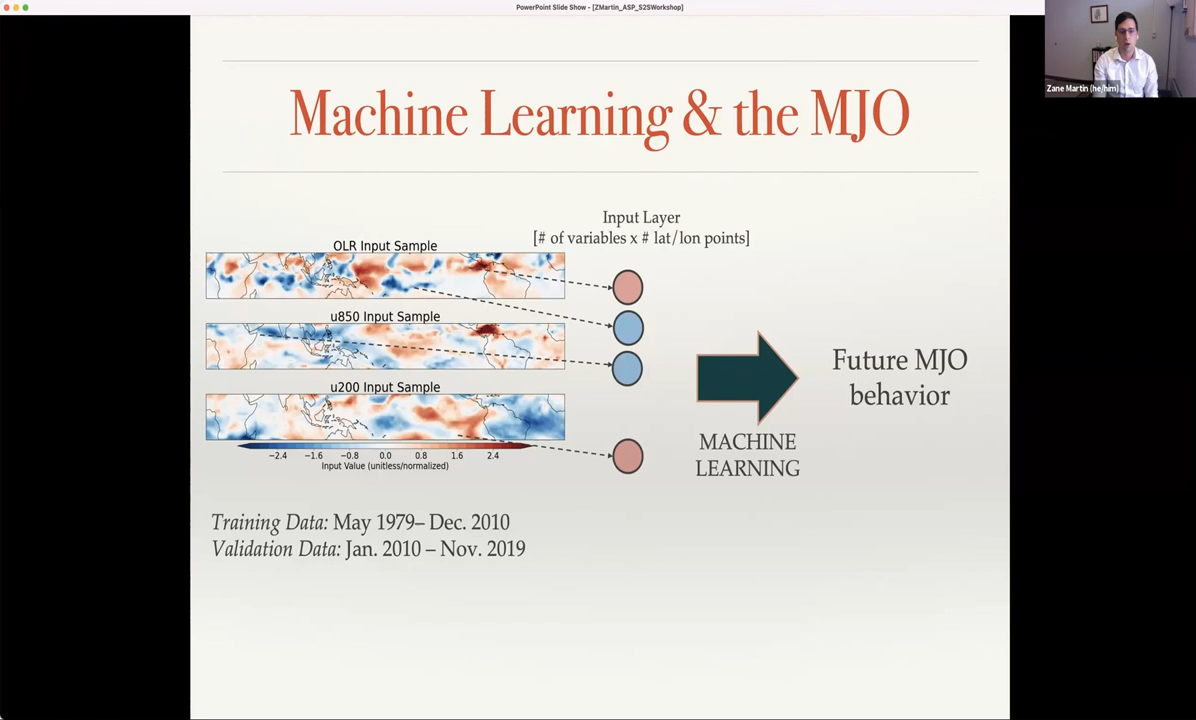 PowerPoint Slide Show - [ZMartin_ASP_S2SWorkshop]
Zane Martin (he/him)
Machine Learning & the MJO
Input Layer
[# of variables x # lat/lon points]
OLR Input Sample
u850 Input Sample
u200 Input Sample
−2.4 −1.6 −0.8 0.0 0.8 1.6 2.4
Input Value (unitless/normalized)
MACHINE
LEARNING
Future MJO
behavior
Training Data: May 1979– Dec. 2010
Validation Data: Jan. 2010 – Nov. 2019